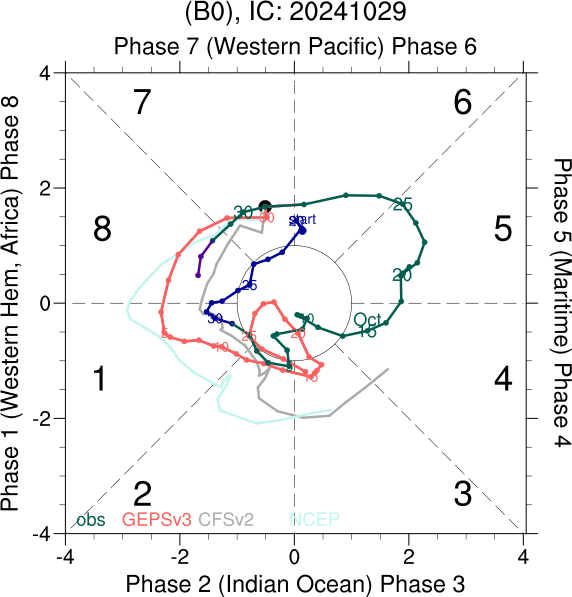 (B0), IC: 20241029
Phase 7 (Western Pacific) Phase 6
4
7
6
2
8
5
0
1
4
-2
2
3
-4
-4
-2
0
2
4
Phase 1 (Western Hem, Africa) Phase 8
Phase 5 (Maritime) Phase 4
Phase 2 (Indian Ocean) Phase 3
obs
GEPSv3
CFSv2
NCEP
start
25
20
15
Oct
30
30
25
30
25
20
5